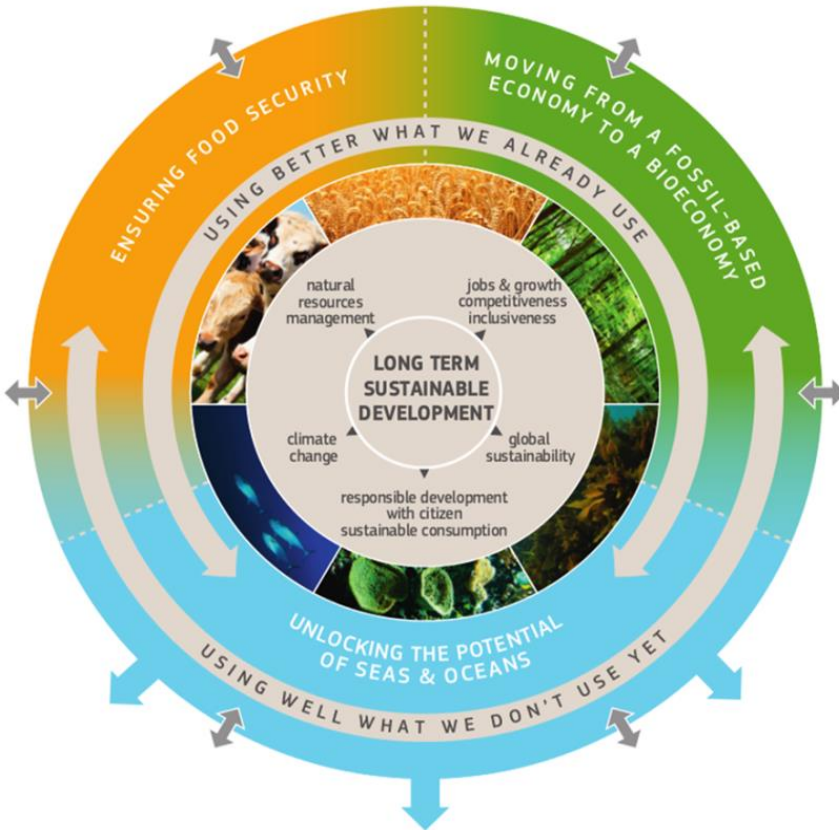 ENSURING FOOD SECURITY
MOVING FROM A FOSSIL-BASED
ECONOMY TO A BIOECONOMY
USING BETTER WHAT WE ALREADY USE
natural
resources
management
jobs & growth
competitiveness
inclusiveness
LONG TERM
SUSTAINABLE
DEVELOPMENT
climate
change
global
sustainability
responsible development
with citizen
sustainable consumption
UNLOCKING THE POTENTIAL
OF SEAS & OCEANS
USING WELL WHAT WE DON'T USE YET